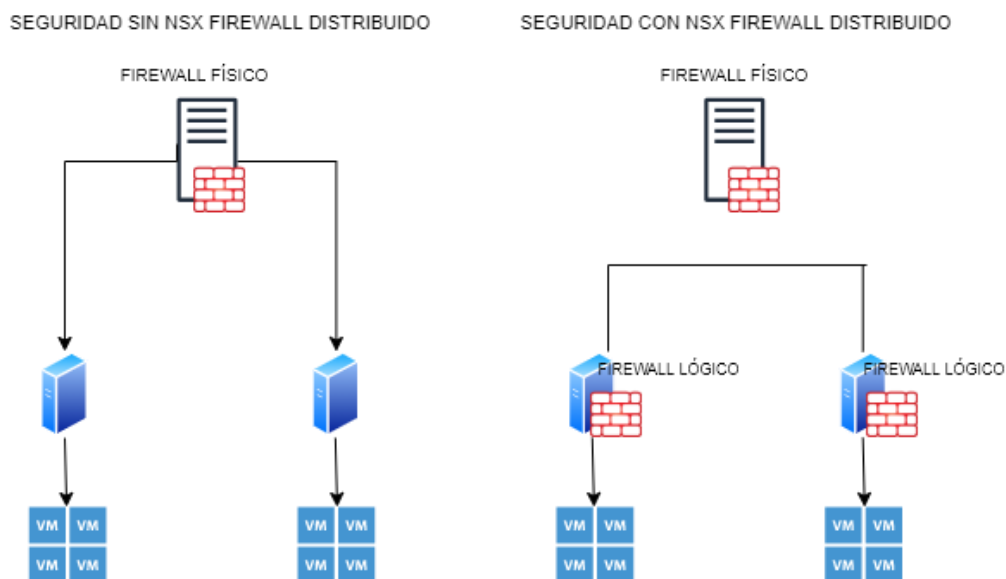 SEGURIDAD SIN NSX FIREWALL DISTRIBUIDO
SEGURIDAD CON NSX FIREWALL DISTRIBUIDO
FIREWALL FÍSICO
FIREWALL FÍSICO
FIREWALL LÓGICO
FIREWALL LÓGICO
VM VM
VM VM
VM VM
VM VM
VM VM
VM VM
VM VM
VM VM